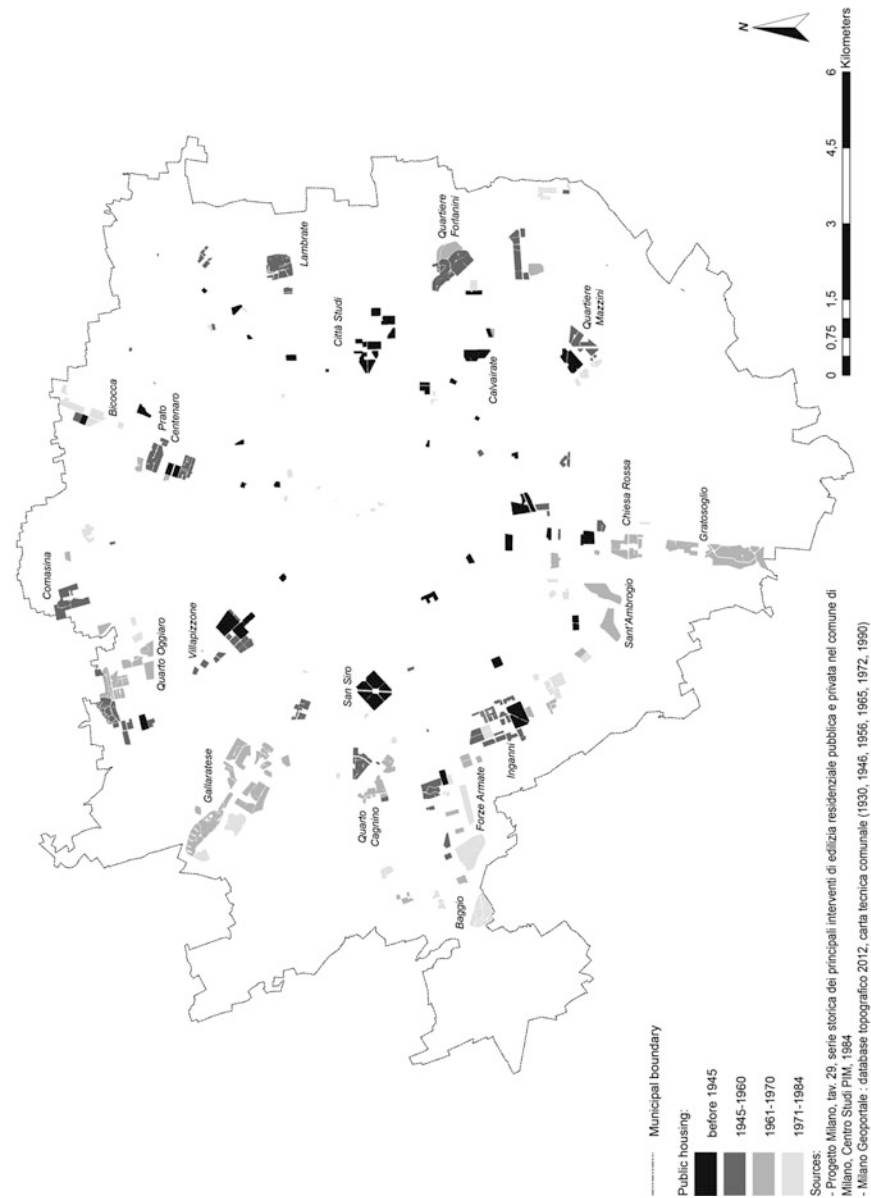 Comasina
Bicocca
Prato
Centenaro
Quarto Oggiaro
Villapizzone
Gallaratese
Lambrate
Città Studi
San Siro
Quarto
Cagnino
Quartiere
Forlanini
Calvairate
Forze Armate
Baggio
Inganni
Quartiere
Mazzini
Chiesa Rossa
Sant'Ambrogio
Gratosoglio
N
0 0,75 1,5 3 4,5 6
Kilometers
Municipal boundary
Public housing:
before 1945
1945-1960
1961-1970
1971-1984
Sources:
- Progetto Milano, tav. 29, serie storica dei principali interventi di edilizia residenziale pubblica e privata nel comune di
Milano, Centro Studi PIM, 1984
- Milano Geoportale : database topografico 2012, carta tecnica comunale (1930, 1946, 1956, 1965, 1972, 1990)